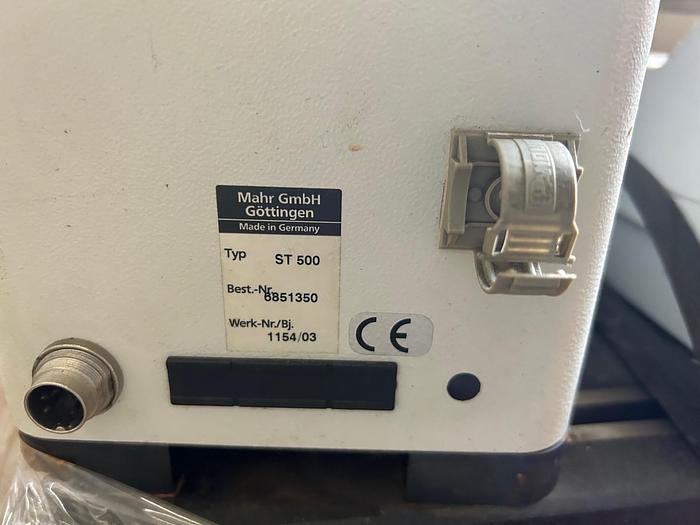 Mahr GmbH
Göttingen
Made in Germany
Typ ST 500
Best.-Nr. 6851350
Werk-Nr./Bj.
1154/03
CE